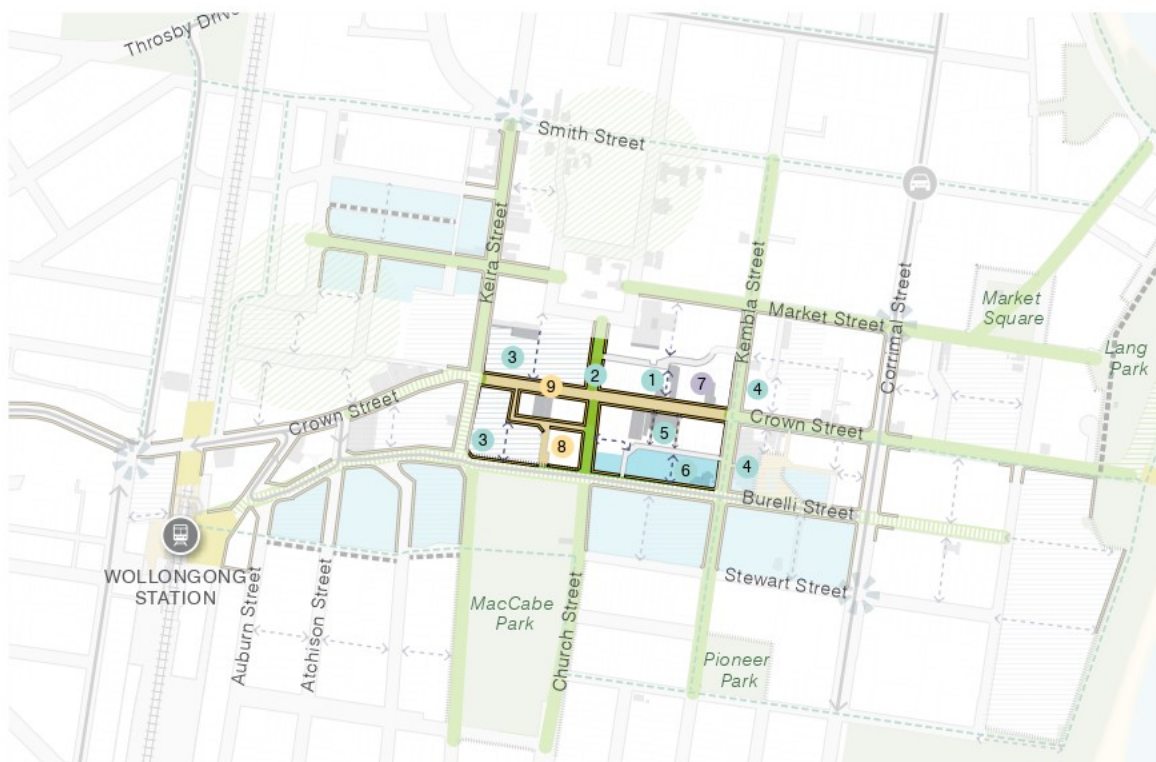 Throsby Drive
Smith Street
Keira Street
Kembla Street
Corrimal Street
Market Street
Market
Square
Lang
Park
3
2
1
7
4
9
Crown Street
Crown Street
3
8
5
6
4
Burelli Street
WOLLONGONG
STATION
Auburn Street
Atchison Street
MacCabe
Park
Church Street
Stewart Street
Pioneer
Park